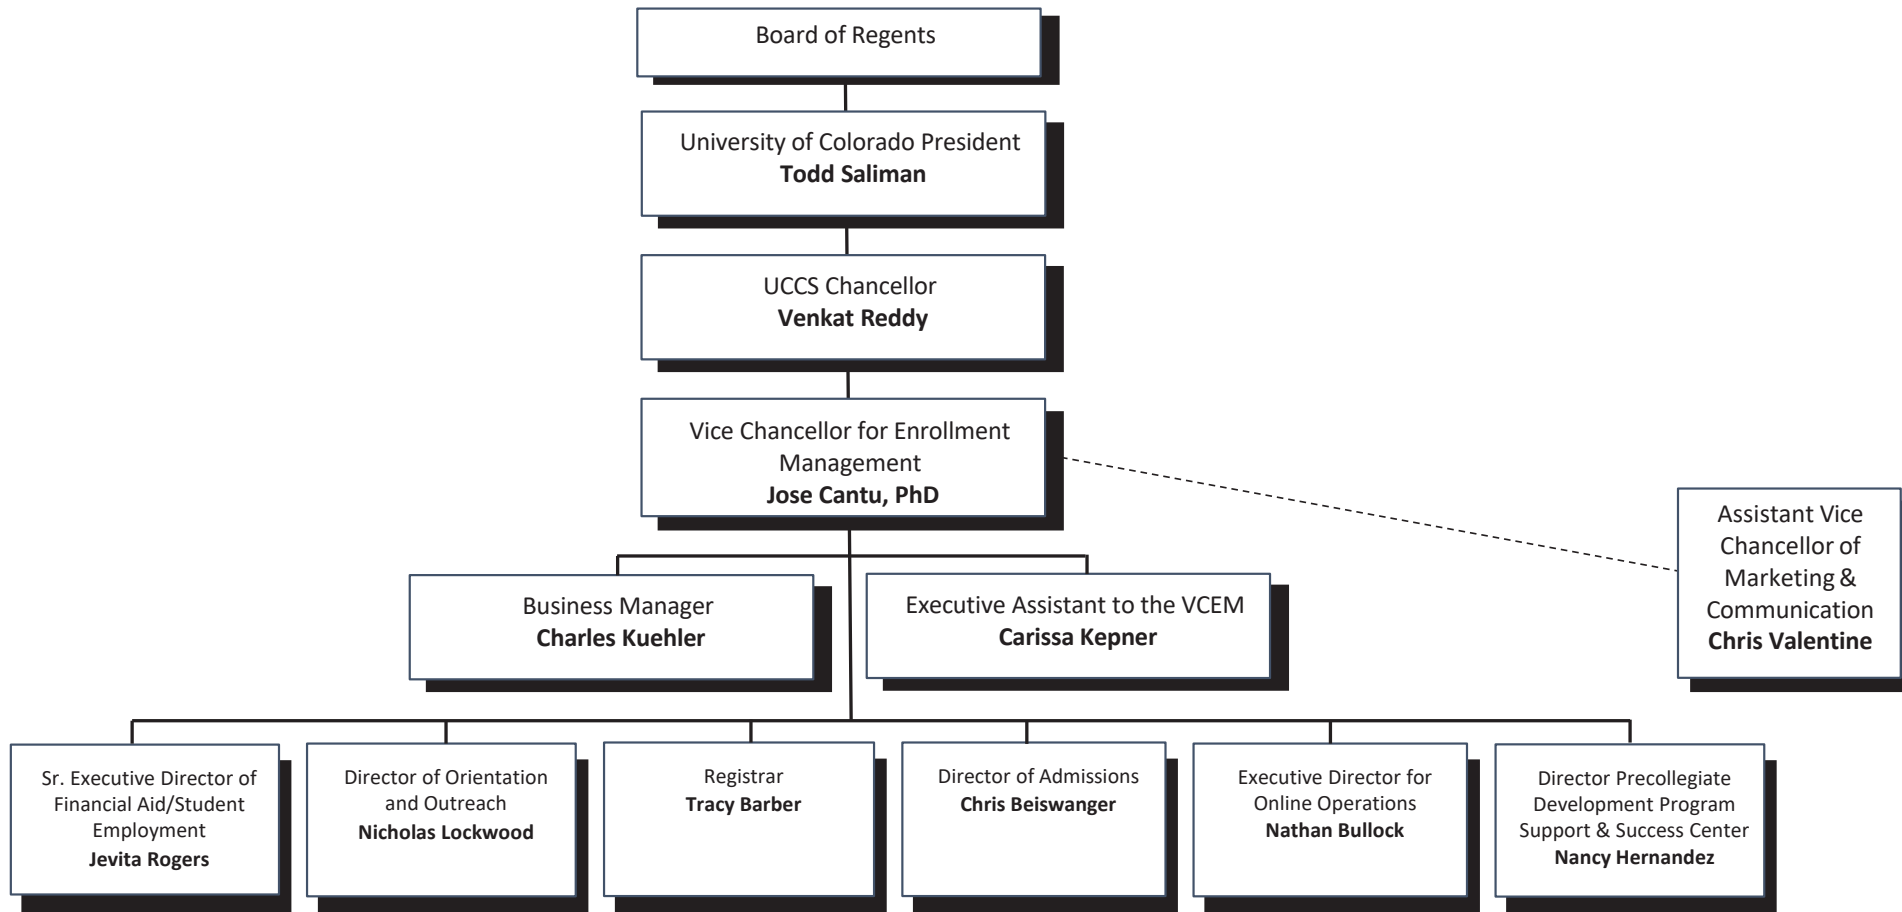 Board of Regents
University of Colorado President
Todd Saliman
UCCS Chancellor
Venkat Reddy
Vice Chancellor for Enrollment
Management
Jose Cantu, PhD
Assistant Vice
Chancellor of
Marketing &
Communication
Chris Valentine
Business Manager
Charles Kuehler
Executive Assistant to the VCEM
Carissa Kepner
Sr. Executive Director of
Financial Aid/Student
Employment
Jevita Rogers
Director of Orientation
and Outreach
Nicholas Lockwood
Registrar
Tracy Barber
Director of Admissions
Chris Beiswanger
Executive Director for
Online Operations
Nathan Bullock
Director Precollegiate
Development Program
Support & Success Center
Nancy Hernandez